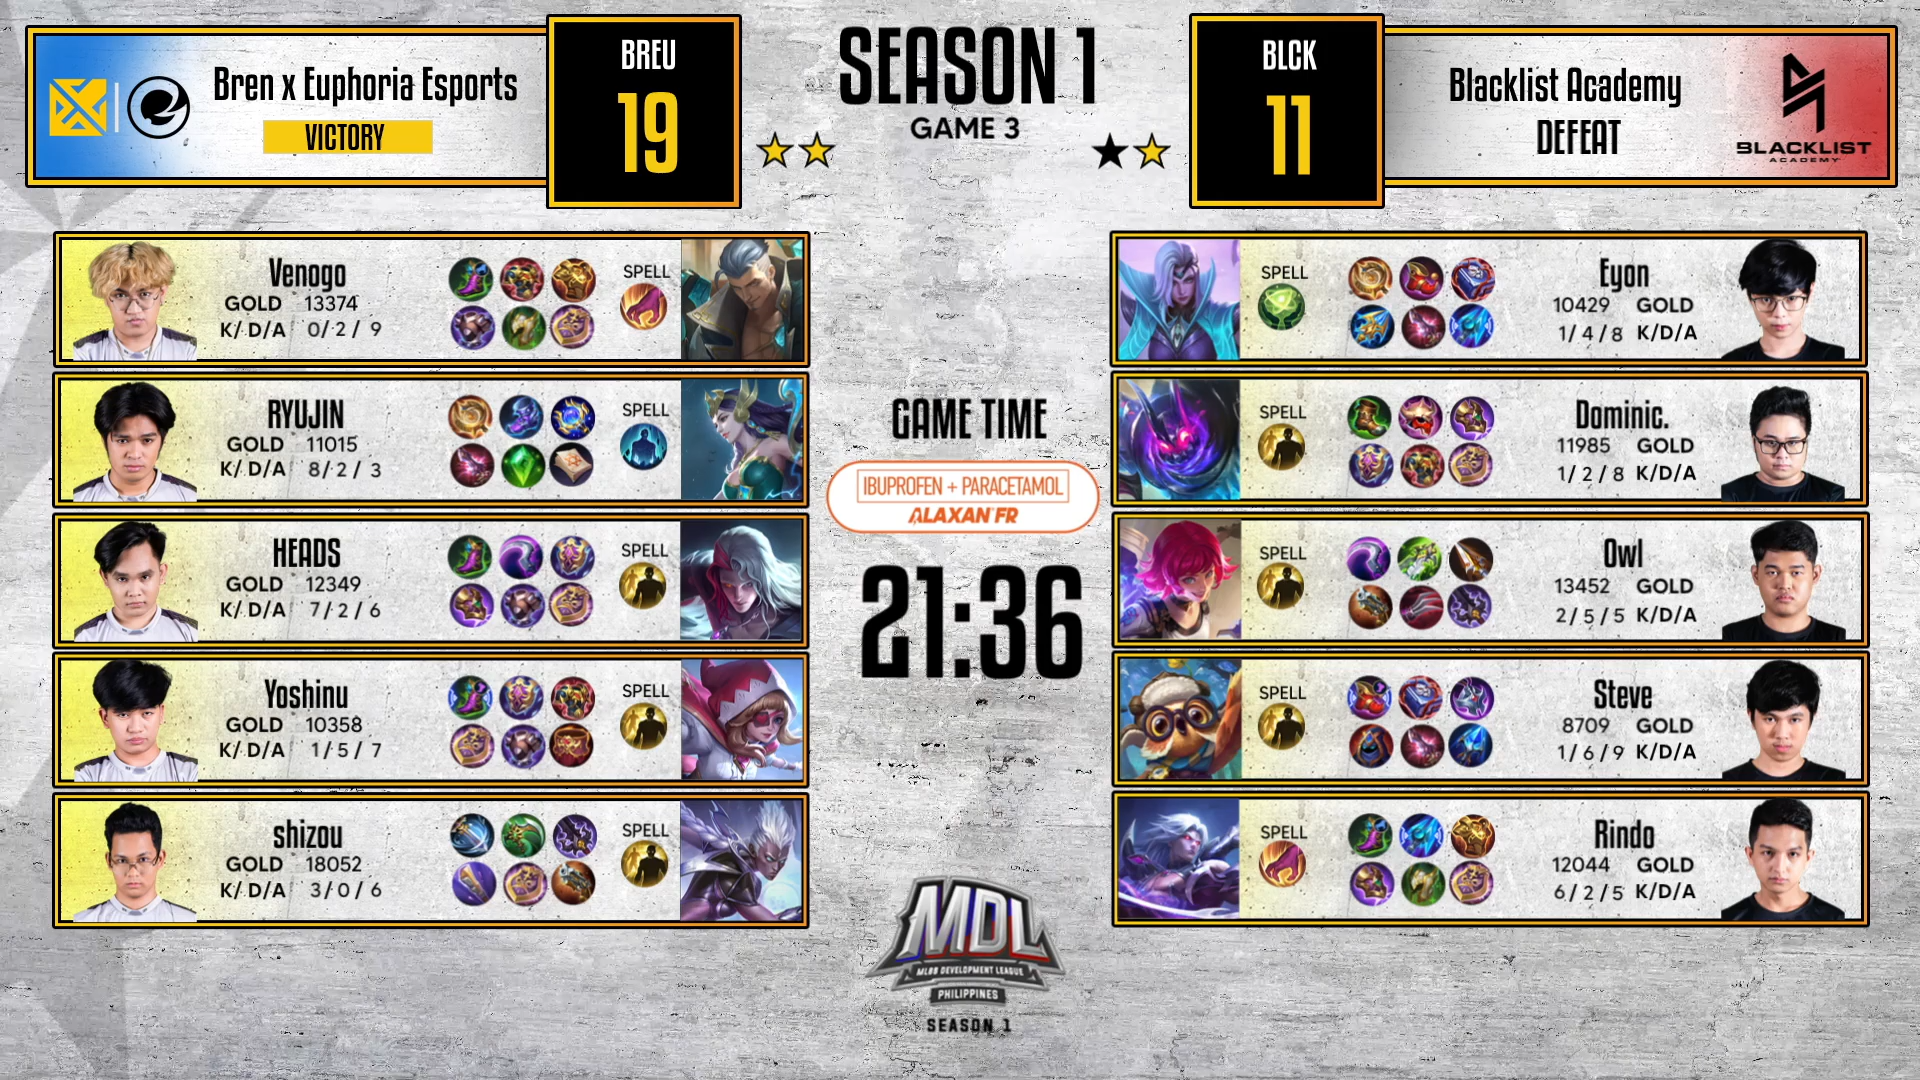 Bren x Euphoria Esports
VICTORY
BREU
19
SEASON 1
GAME 3
BLCK
11
Blacklist Academy
DEFEAT
BLACKLIST
ACADEMY
Venogo
GOLD 13374
K/D/A 0/2/9
SPELL
RYUJIN
GOLD 11015
K/D/A 8/2/3
SPELL
HEADS
GOLD 12349
K/D/A 7/2/6
SPELL
Yoshinu
GOLD 10358
K/D/A 1/5/7
SPELL
shizou
GOLD 18052
K/D/A 3/0/6
SPELL
GAME TIME
IBUPROFEN + PARACETAMOL
ALAXAN FR
21:36
MDL
MLBB DEVELOPMENT LEAGUE
PHILIPPINES
SEASON 1
SPELL
Eyon
10429 GOLD
1/4/8 K/D/A
SPELL
Dominic.
11985 GOLD
1/2/8 K/D/A
SPELL
Owl
13452 GOLD
2/5/5 K/D/A
SPELL
Steve
8709 GOLD
1/6/9 K/D/A
SPELL
Rindo
12044 GOLD
6/2/5 K/D/A